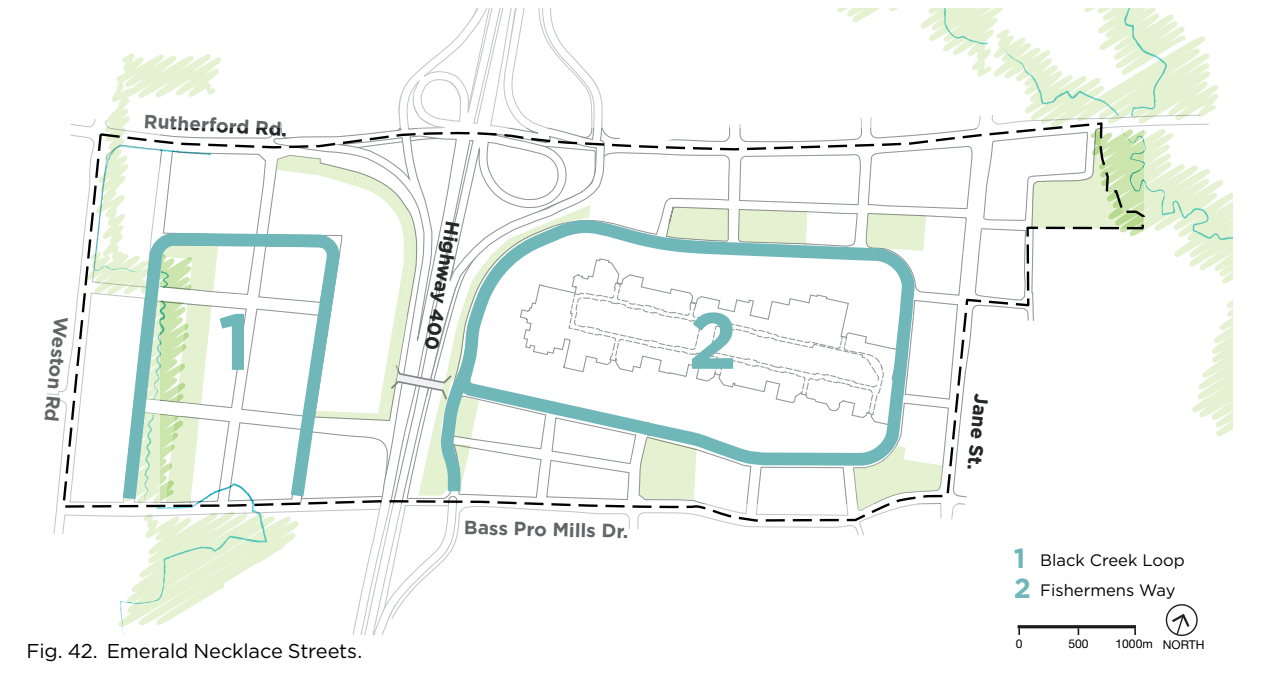 Rutherford Rd.
Highway 400
Weston Rd
1
2
Jane St.
Bass Pro Mills Dr.
1 Black Creek Loop
2 Fishermens Way
0 500 1000m NORTH
Fig. 42. Emerald Necklace Streets.